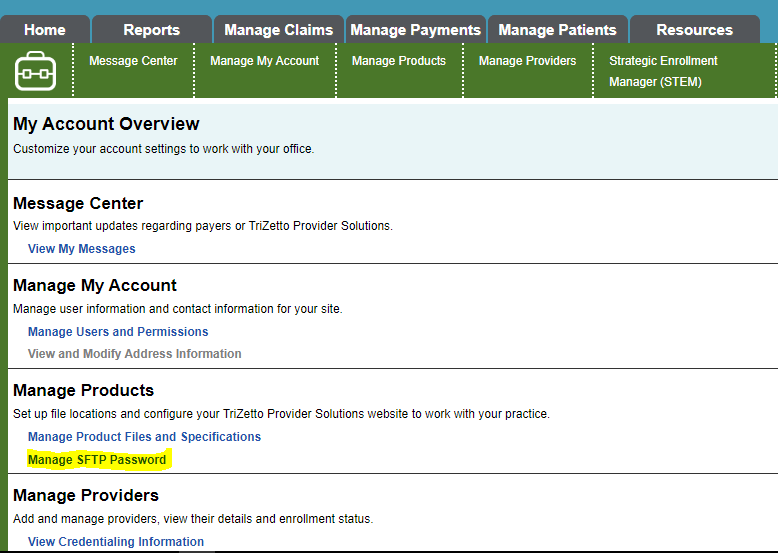 Home Reports Manage Claims Manage Payments Manage Patients Resources
Message Center Manage My Account Manage Products Manage Providers Strategic Enrollment
Manager (STEM)
My Account Overview
Customize your account settings to work with your office.
Message Center
View important updates regarding payers or TriZetto Provider Solutions.
View My Messages
Manage My Account
Manage user information and contact information for your site.
Manage Users and Permissions
View and Modify Address Information
Manage Products
Set up file locations and configure your TriZetto Provider Solutions website to work with your practice.
Manage Product Files and Specifications
Manage SFTP Password
Manage Providers
Add and manage providers, view their details and enrollment status.
View Credentialing Information